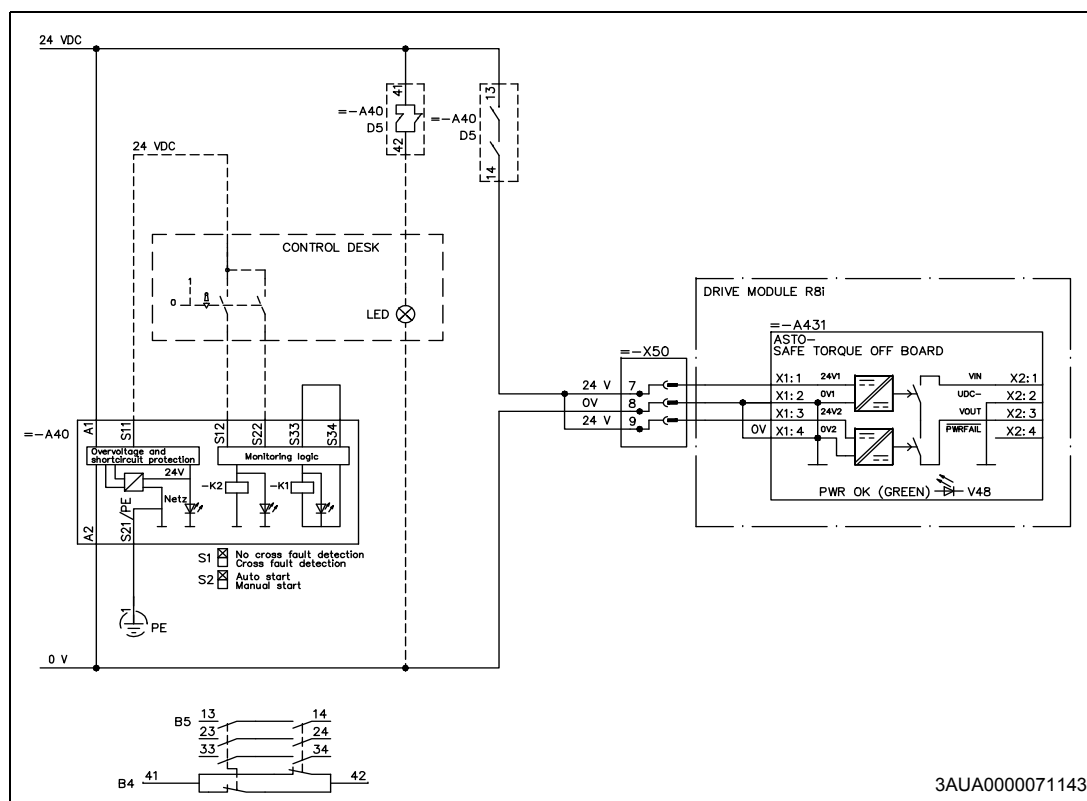 24 VDC
41
=-A40
D5
42
13
=-A40
D5
14
24 VDC
CONTROL DESK
1
0
LED
DRIVE MODULE R8i
=-A431
ASTO-
SAFE TORQUE OFF BOARD
=-X50
24 V 7
0V 8
24 V 9
X1:1 24V1 VIN X2:1
X1:2 0V1 UDC- X2:2
X1:3 24V2 VOUT X2:3
0V X1:4 0V2 PWRFAIL X2:4
PWR OK (GREEN) V48
=-A40
A1 S11 S12 S22 S33 S34
Overvoltage and
shortcircuit protection
Monitoring logic
24V
-K2 -K1
Netz
A2 S21/PE
S1 No cross fault detection
Cross fault detection
S2 Auto start
Manual start
1
PE
0 V
B5 13 14
23 24
33 34
B4 41 42
3AUA0000071143